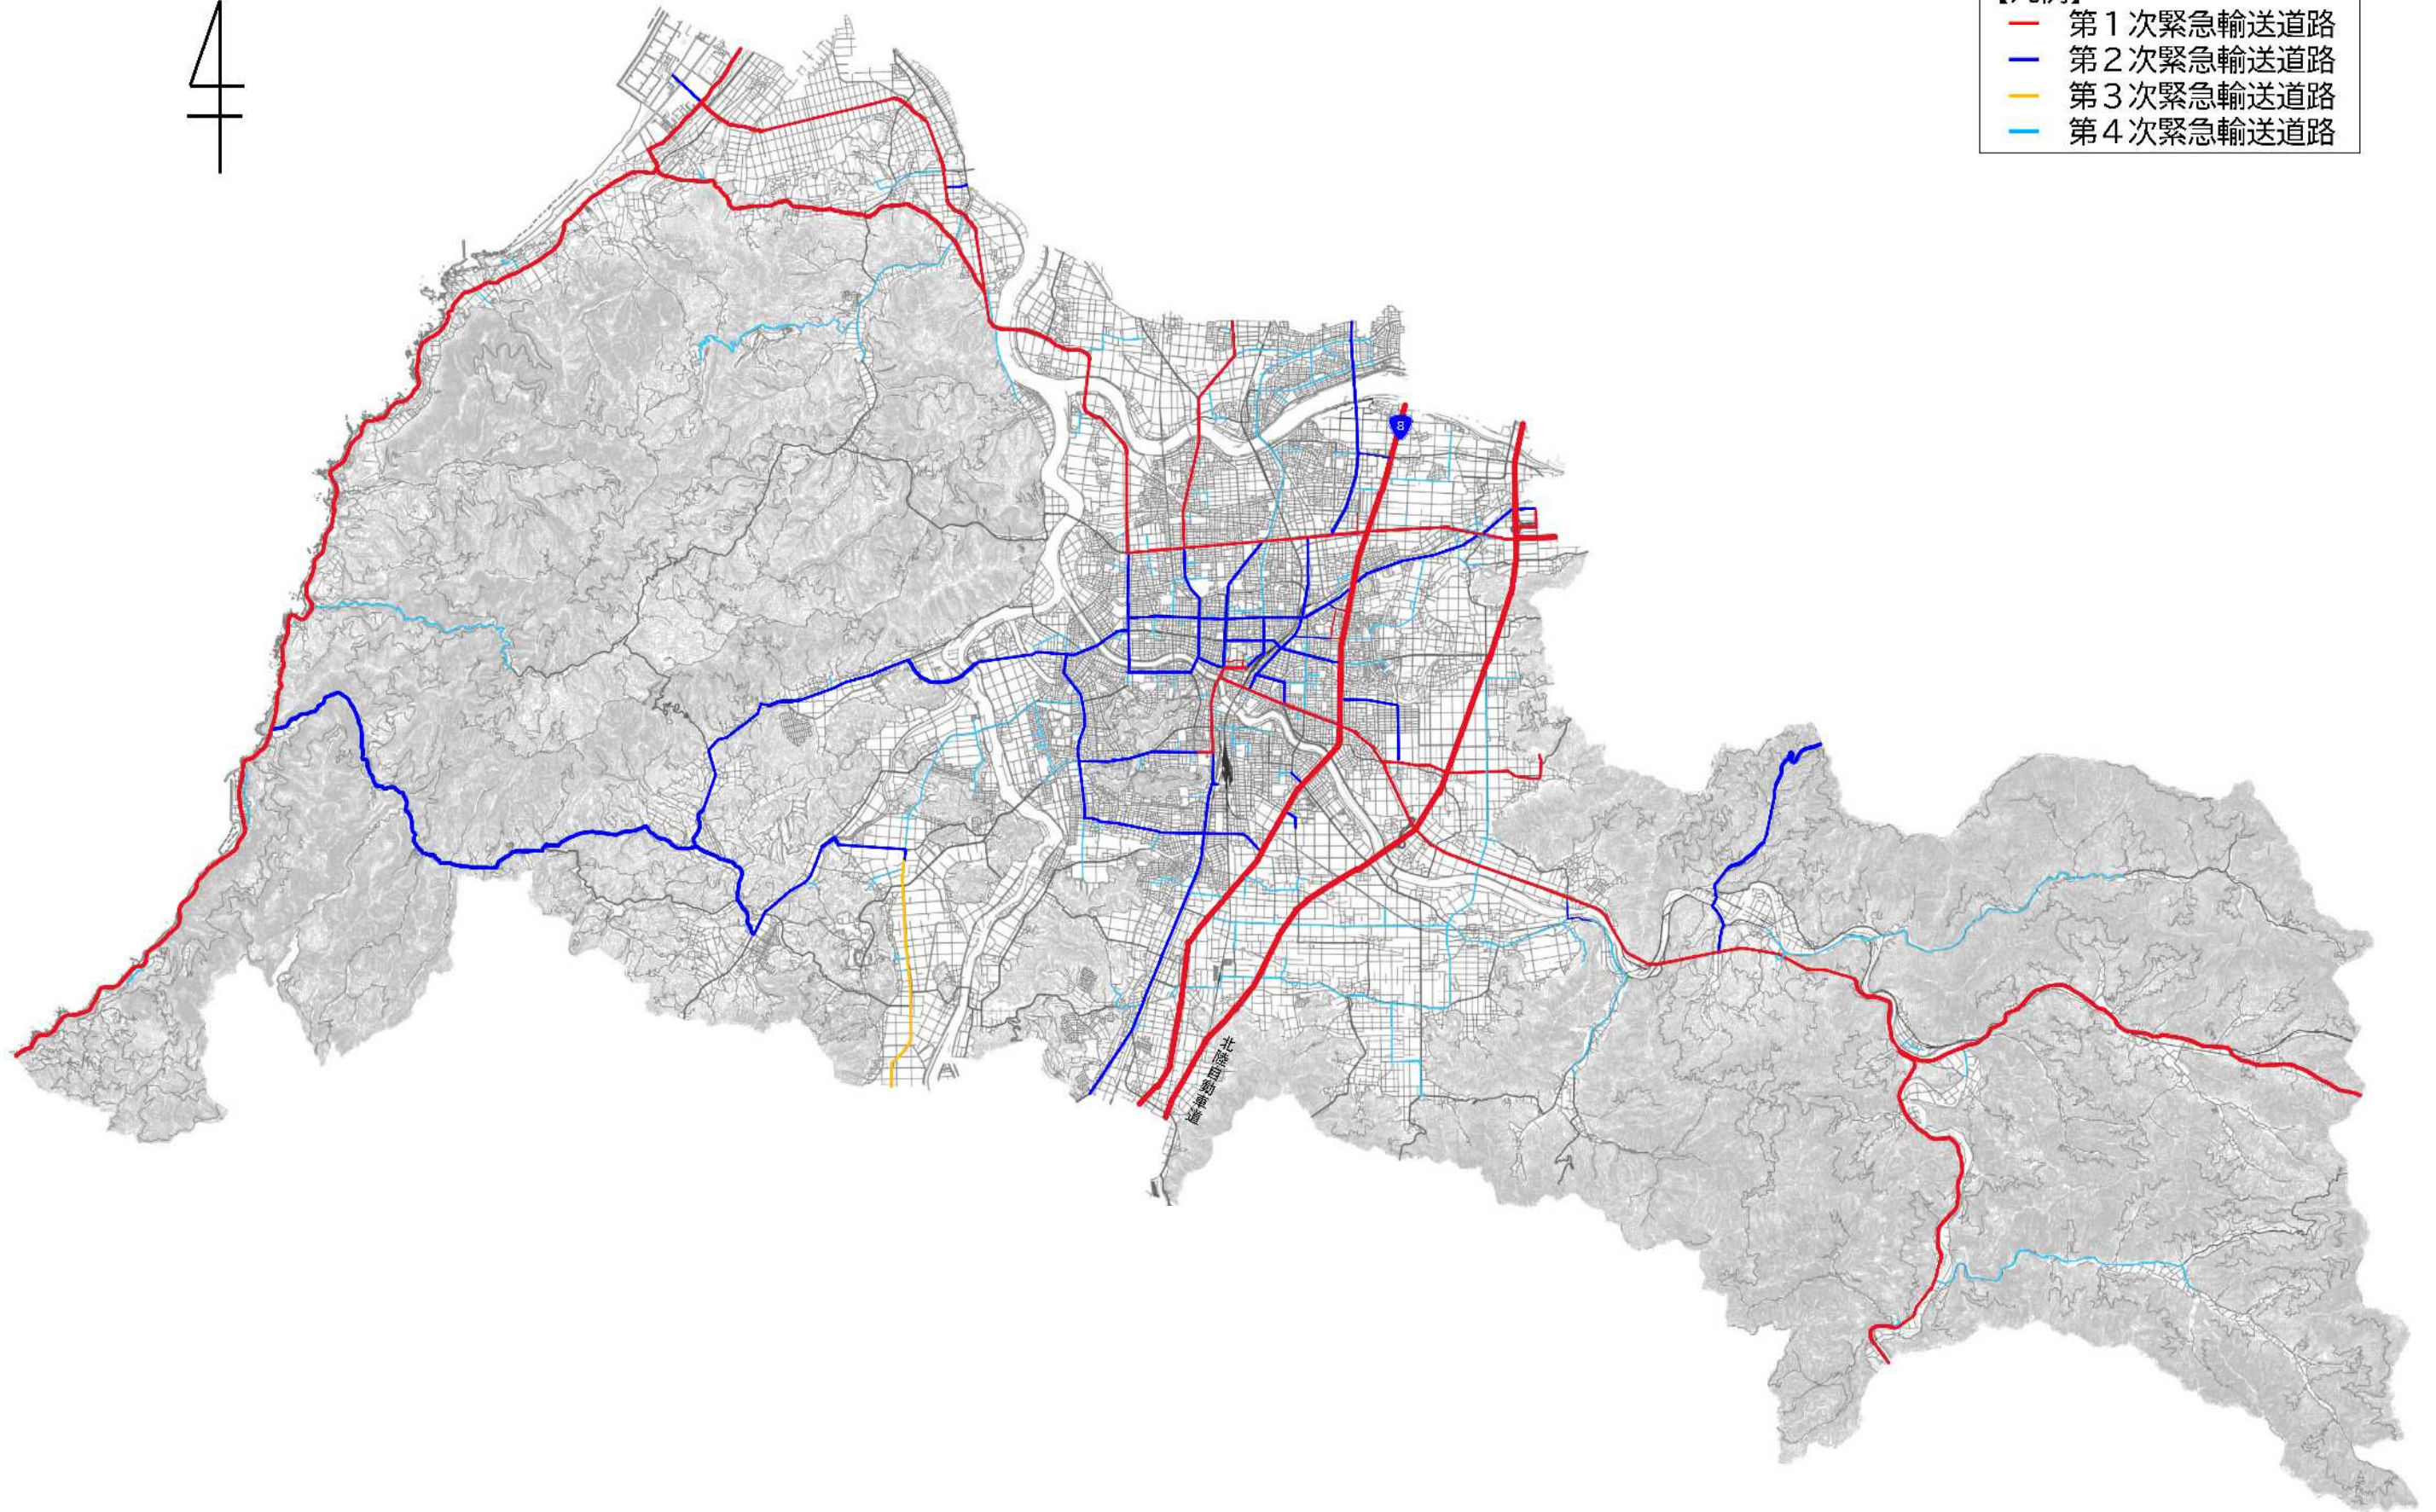 【凡例】
第1次緊急輸送道路
第2次緊急輸送道路
第3次緊急輸送道路
第4次緊急輸送道路
8
北陸自動車道